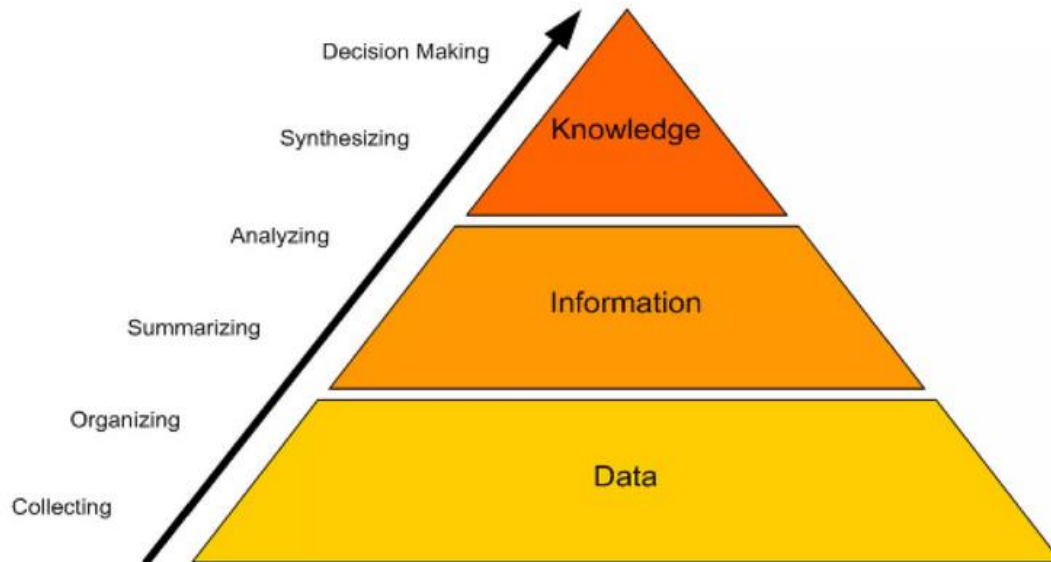 Decision Making
Synthesizing
Knowledge
Analyzing
Information
Summarizing
Organizing
Data
Collecting